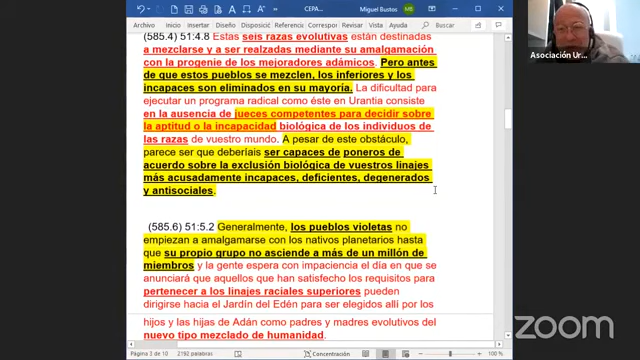 Miguel Bustos
MB
CEPA...
Archivo
Inicio
Insertar
Dibujar
Disposición
Referencia
Correspon
Revisar
Vista
Ayuda
(585.4) 51:4.8 Estas seis razas evolutivas están destinadas
a mezclarse y a ser realzadas mediante su amalgamación
con la progenie de los mejoradores adámicos. Pero antes
de que estos pueblos se mezclen, los inferiores y los
incapaces son eliminados en su mayoría. La dificultad para
ejecutar un programa radical como éste en Urantia consiste
en la ausencia de jueces competentes para decidir sobre
la aptitud o la incapacidad biológica de los individuos de
las razas de vuestro mundo. A pesar de este obstáculo,
parece ser que deberíais ser capaces de poneros de
acuerdo sobre la exclusión biológica de vuestros linajes
más acusadamente incapaces, deficientes, degenerados
y antisociales.
(585.6) 51:5.2 Generalmente, los pueblos violetas no
empiezan a amalgamarse con los nativos planetarios hasta
que su propio grupo no asciende a más de un millón de
miembros y la gente espera con impaciencia el día en que se
anunciará que aquellos que han satisfecho los requisitos para
pertenecer a los linajes raciales superiores pueden
dirigirse hacia el Jardín del Edén para ser elegidos allí por los
hijos y las hijas de Adán como padres y madres evolutivos del
nuevo tipo mezclado de humanidad.
Página 3 de 10
2192 palabras
Concentración
100 %
Asociación Ur...
zoom